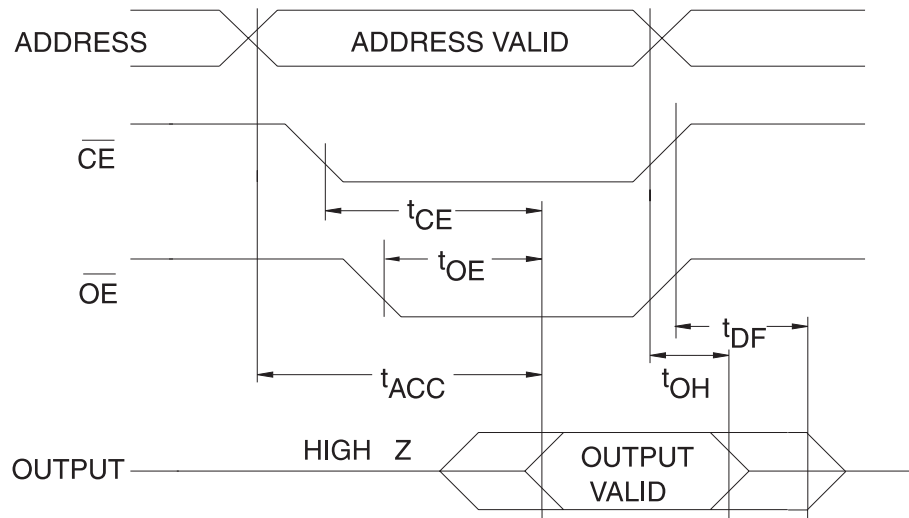 ADDRESS
ADDRESS VALID
CE
tCE
OE
tOE
tDF
tACC
tOH
HIGH Z
OUTPUT
OUTPUT
VALID